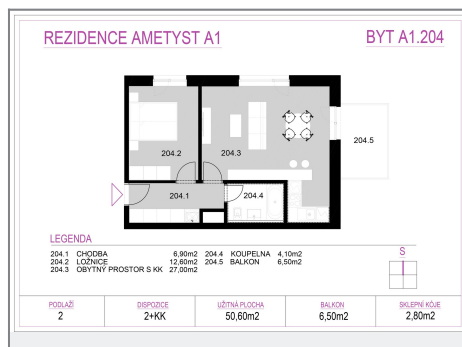 REZIDENCE AMETYST A1 BYT A1.204
204.2 204.3 204.5
204.1 204.4
LEGENDA
204.1 CHODBA 6,90m2 204.4 KOUPELNA 4,10m2
204.2 LOŽNICE 12,60m2 204.5 BALKON 6,50m2
204.3 OBYTNÝ PROSTOR S KK 27,00m2
S
PODLAŽÍ DISPOZICE UŽITNÁ PLOCHA BALKON SKLEPNÍ KÓJE
2 2+KK 50,60m2 6,50m2 2,80m2